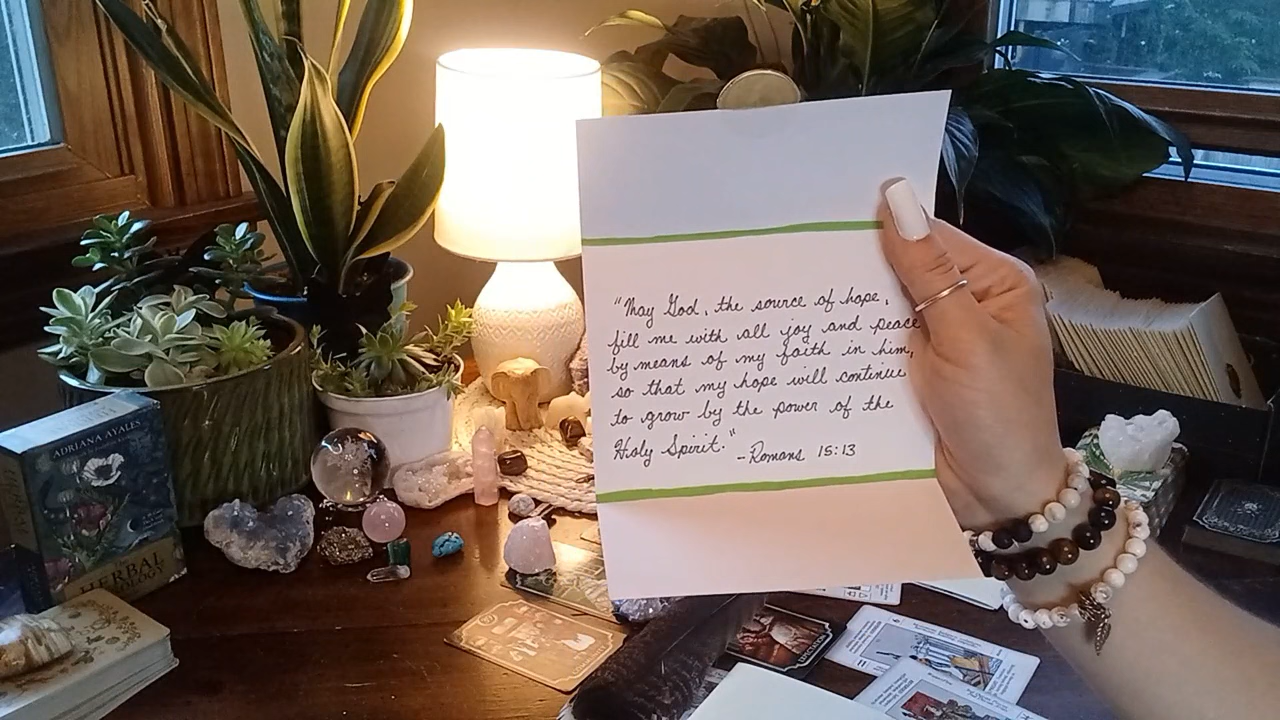 "May God, the source of hope,
fill me with all joy and peace
by means of my faith in him,
so that my hope will continue
to grow by the power of the
Holy Spirit."
-Romans 15:13
ADRIANA AYALES
HERBAL